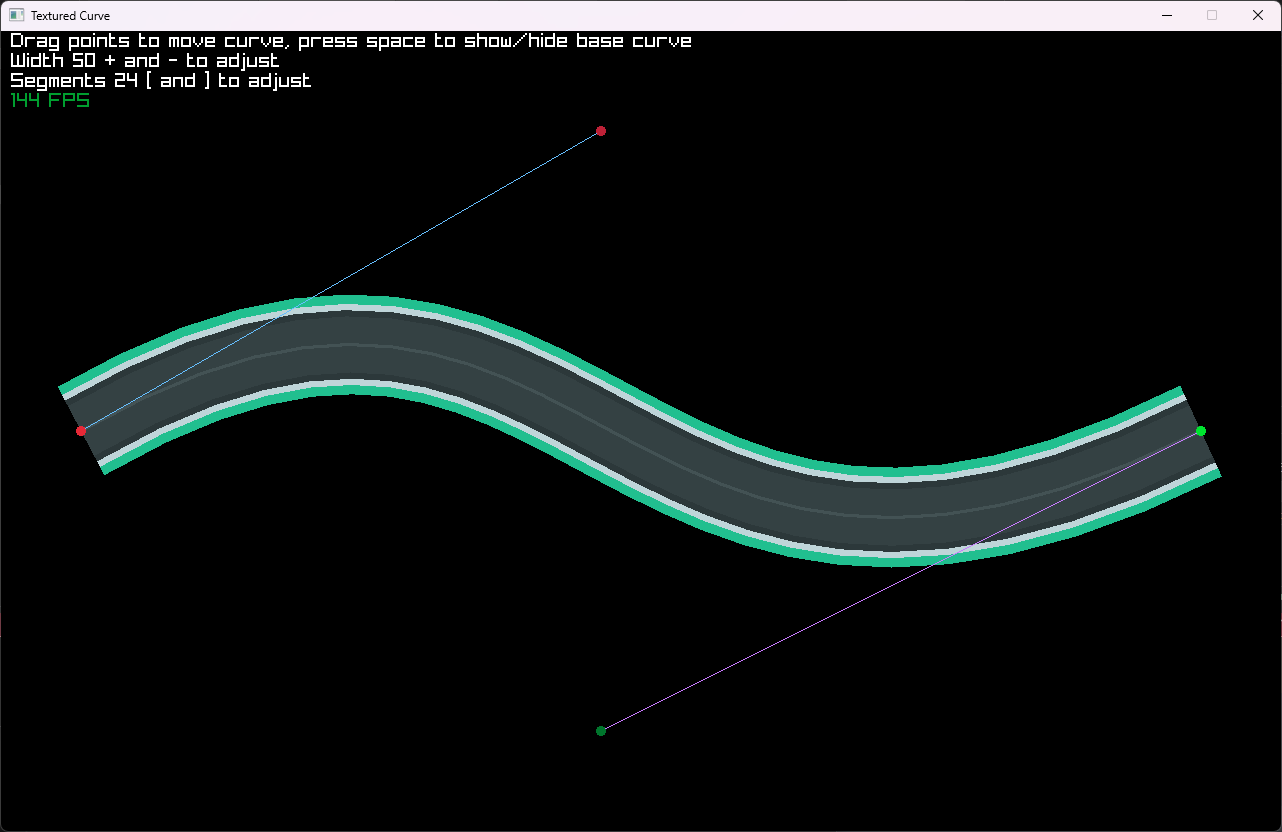 Textured Curve
Drag points to move curve, press space to show/hide base curve
Width 50 + and - to adjust
Segments 24 [ and ] to adjust
144 FPS